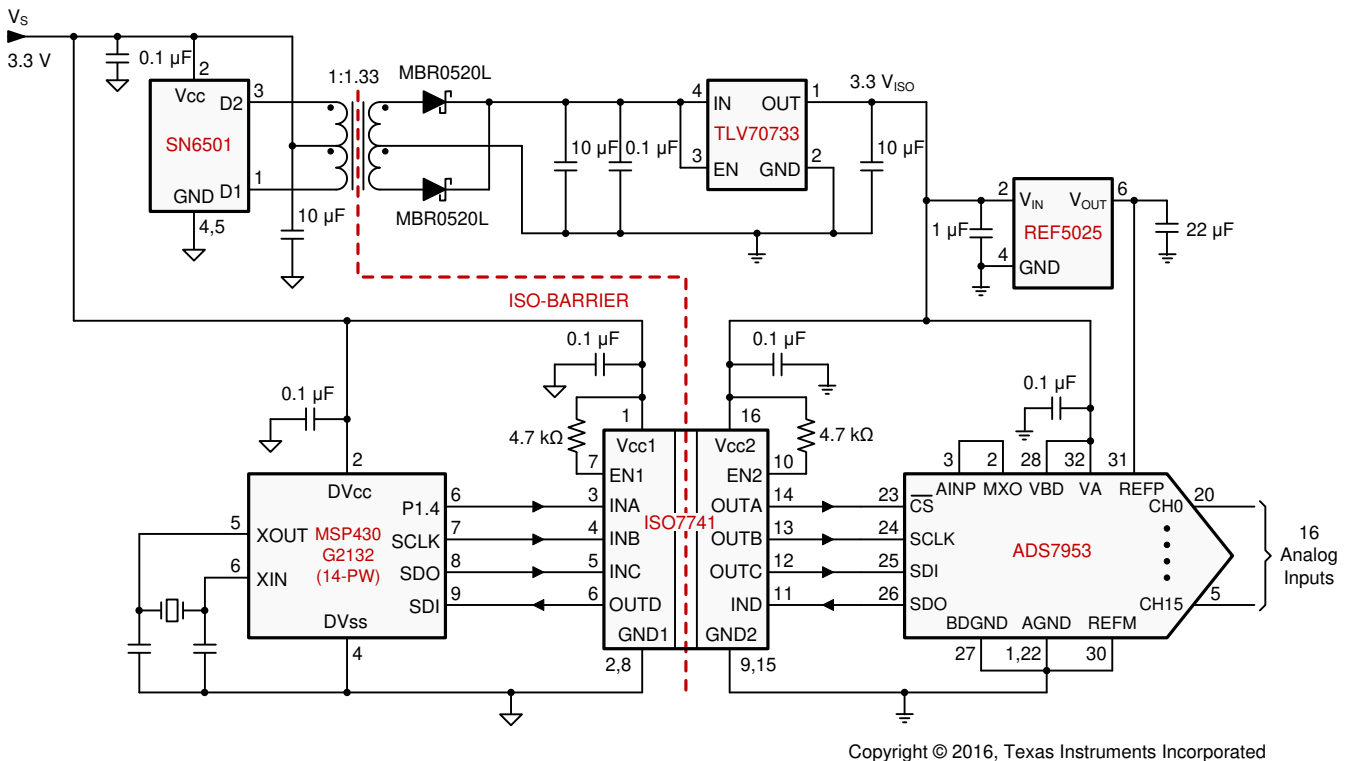 VS
3.3 V
0.1 µF
2
Vcc
D2
3
SN6501
D1
1
GND
4,5
10 µF
1:1.33
MBR0520L
MBR0520L
10 µF
0.1 µF
4
IN
OUT
1
TLV70733
3
EN
GND
2
3.3 VISO
10 µF
2
VIN
VOUT
6
1 µF
REF5025
22 µF
4
GND
ISO-BARRIER
0.1 µF
0.1 µF
0.1 µF
0.1 µF
4.7 kΩ
4.7 kΩ
1
16
Vcc1
Vcc2
7
EN1
EN2
10
3
INA
OUTA
14
4
INB
OUTB
13
ISO7741
5
INC
OUTC
12
6
OUTD
IND
11
GND1
GND2
2,8
9,15
2
DVcc
P1.4
6
5
XOUT
MSP430
G2132
(14-PW)
SCLK
7
6
XIN
SDO
8
SDI
9
DVss
4
3
2
28
32
31
AINP
MXO
VBD
VA
REFP
23
CS
CH0
20
24
SCLK
ADS7953
25
SDI
26
SDO
CH15
5
16
Analog
Inputs
BDGND
AGND
REFM
27
1,22
30
Copyright © 2016, Texas Instruments Incorporated